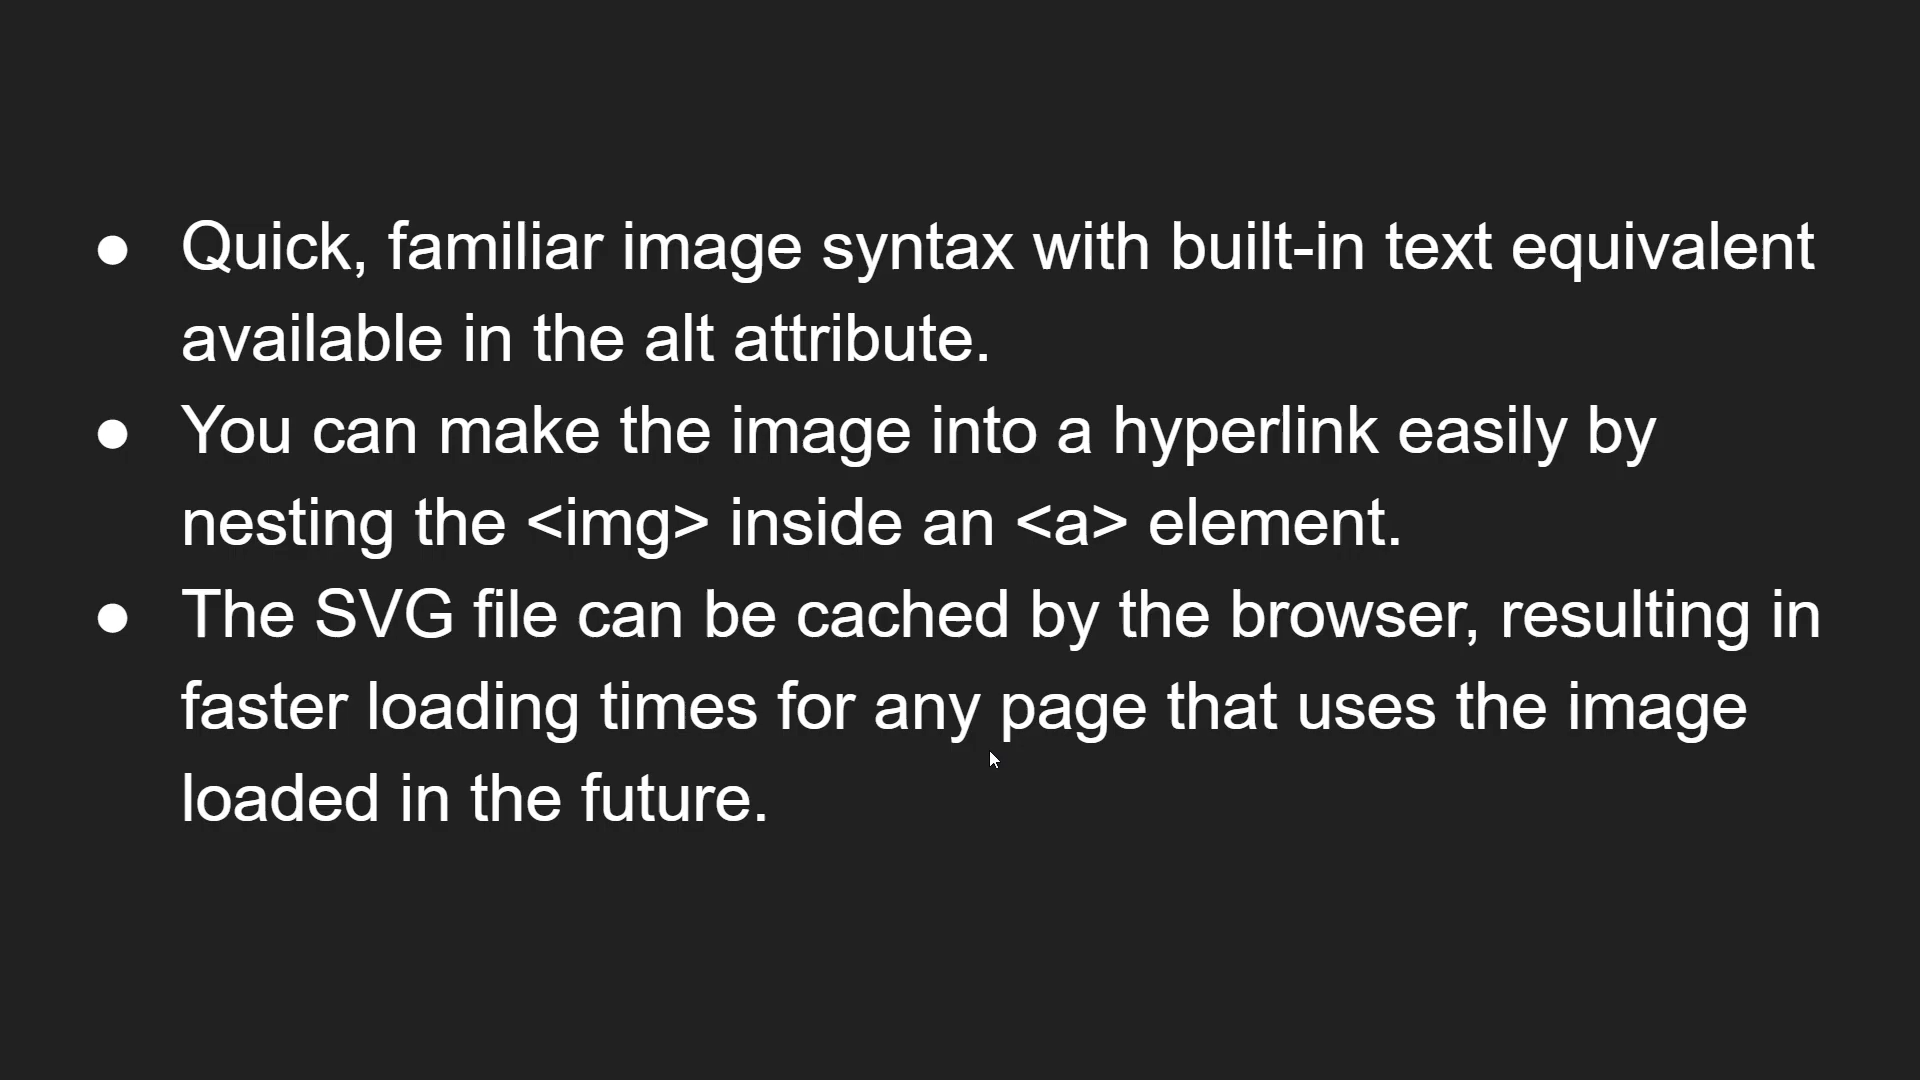 ● Quick, familiar image syntax with built-in text equivalent
available in the alt attribute.
● You can make the image into a hyperlink easily by
nesting the <img> inside an <a> element.
● The SVG file can be cached by the browser, resulting in
faster loading times for any page that uses the image
loaded in the future.